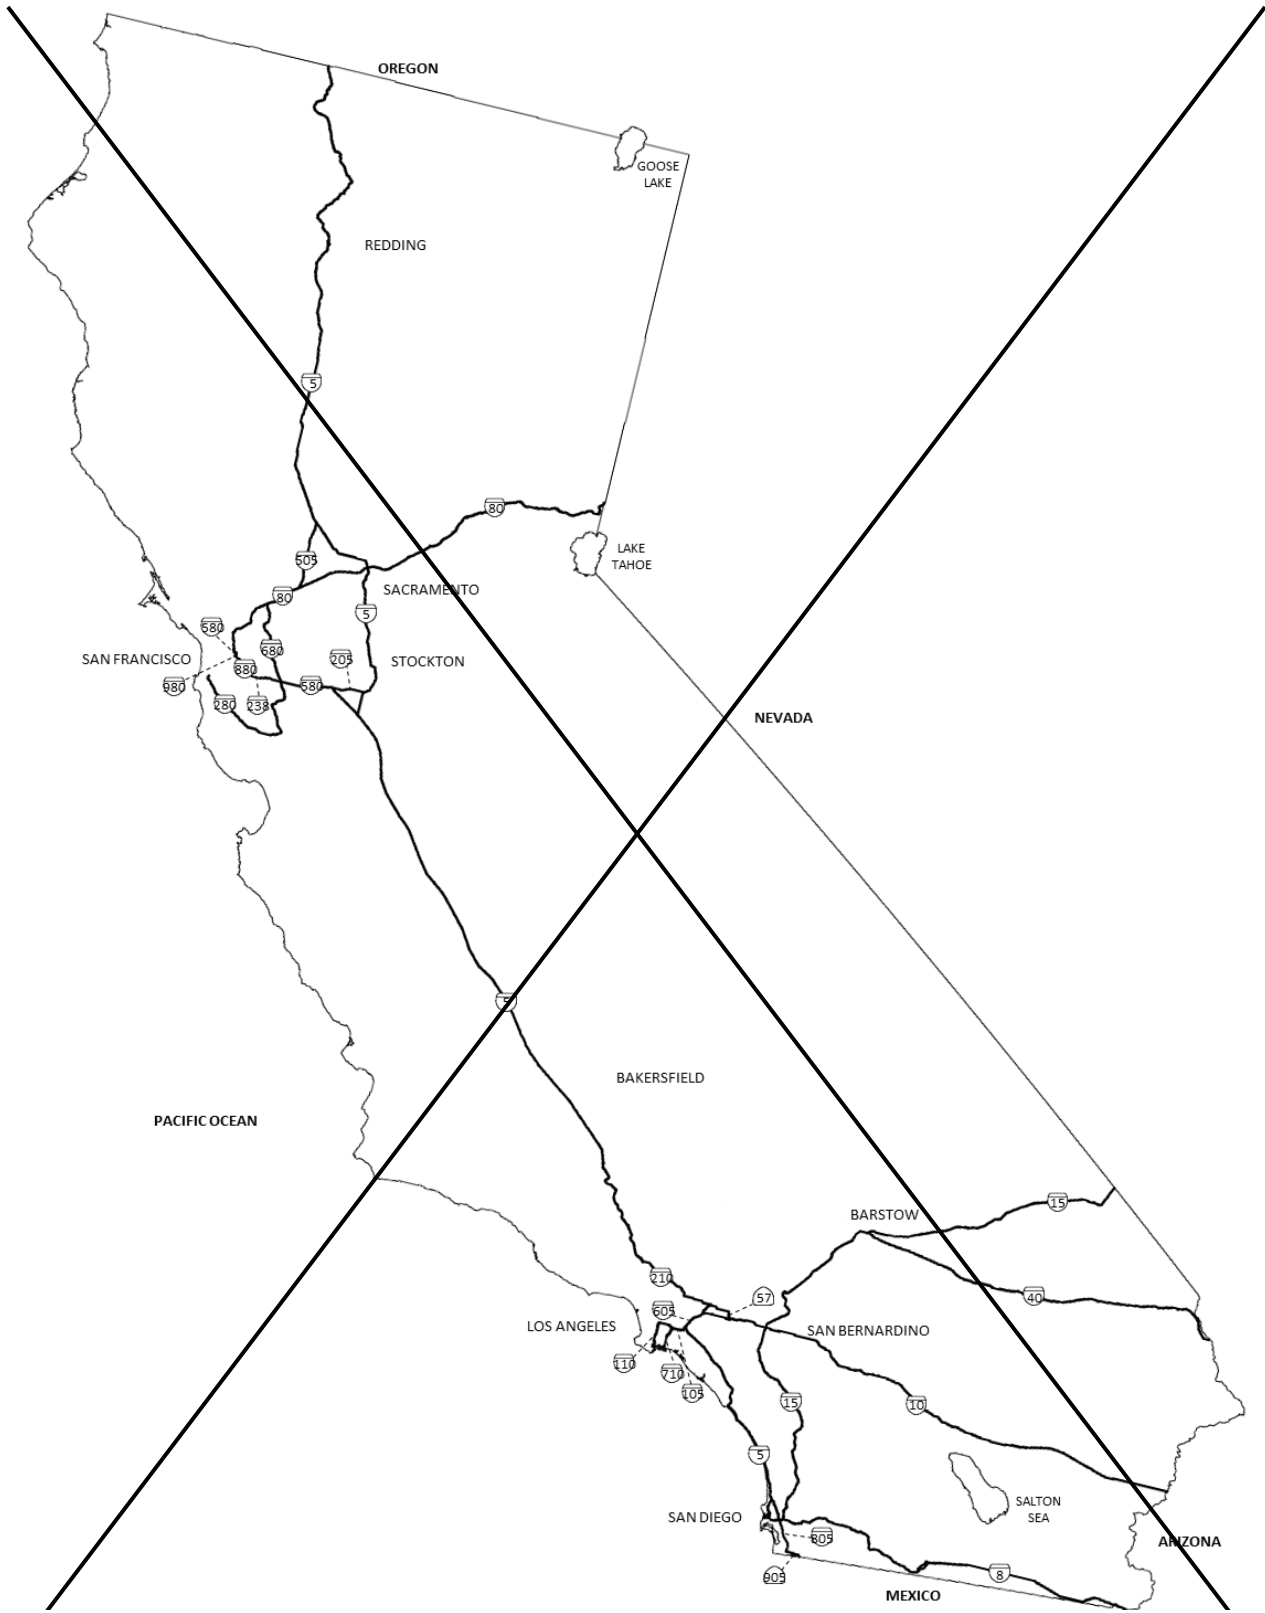 OREGON
GOOSE
LAKE
REDDING
5
80
LAKE
TAHOE
505
SACRAMENTO
80
5
580
680
SAN FRANCISCO
205
STOCKTON
880
980
580
280
238
NEVADA
5
BAKERSFIELD
PACIFIC OCEAN
15
BARSTOW
210
40
57
605
LOS ANGELES
SAN BERNARDINO
110
710
105
15
10
5
SALTON
SEA
SAN DIEGO
805
ARIZONA
905
8
MEXICO